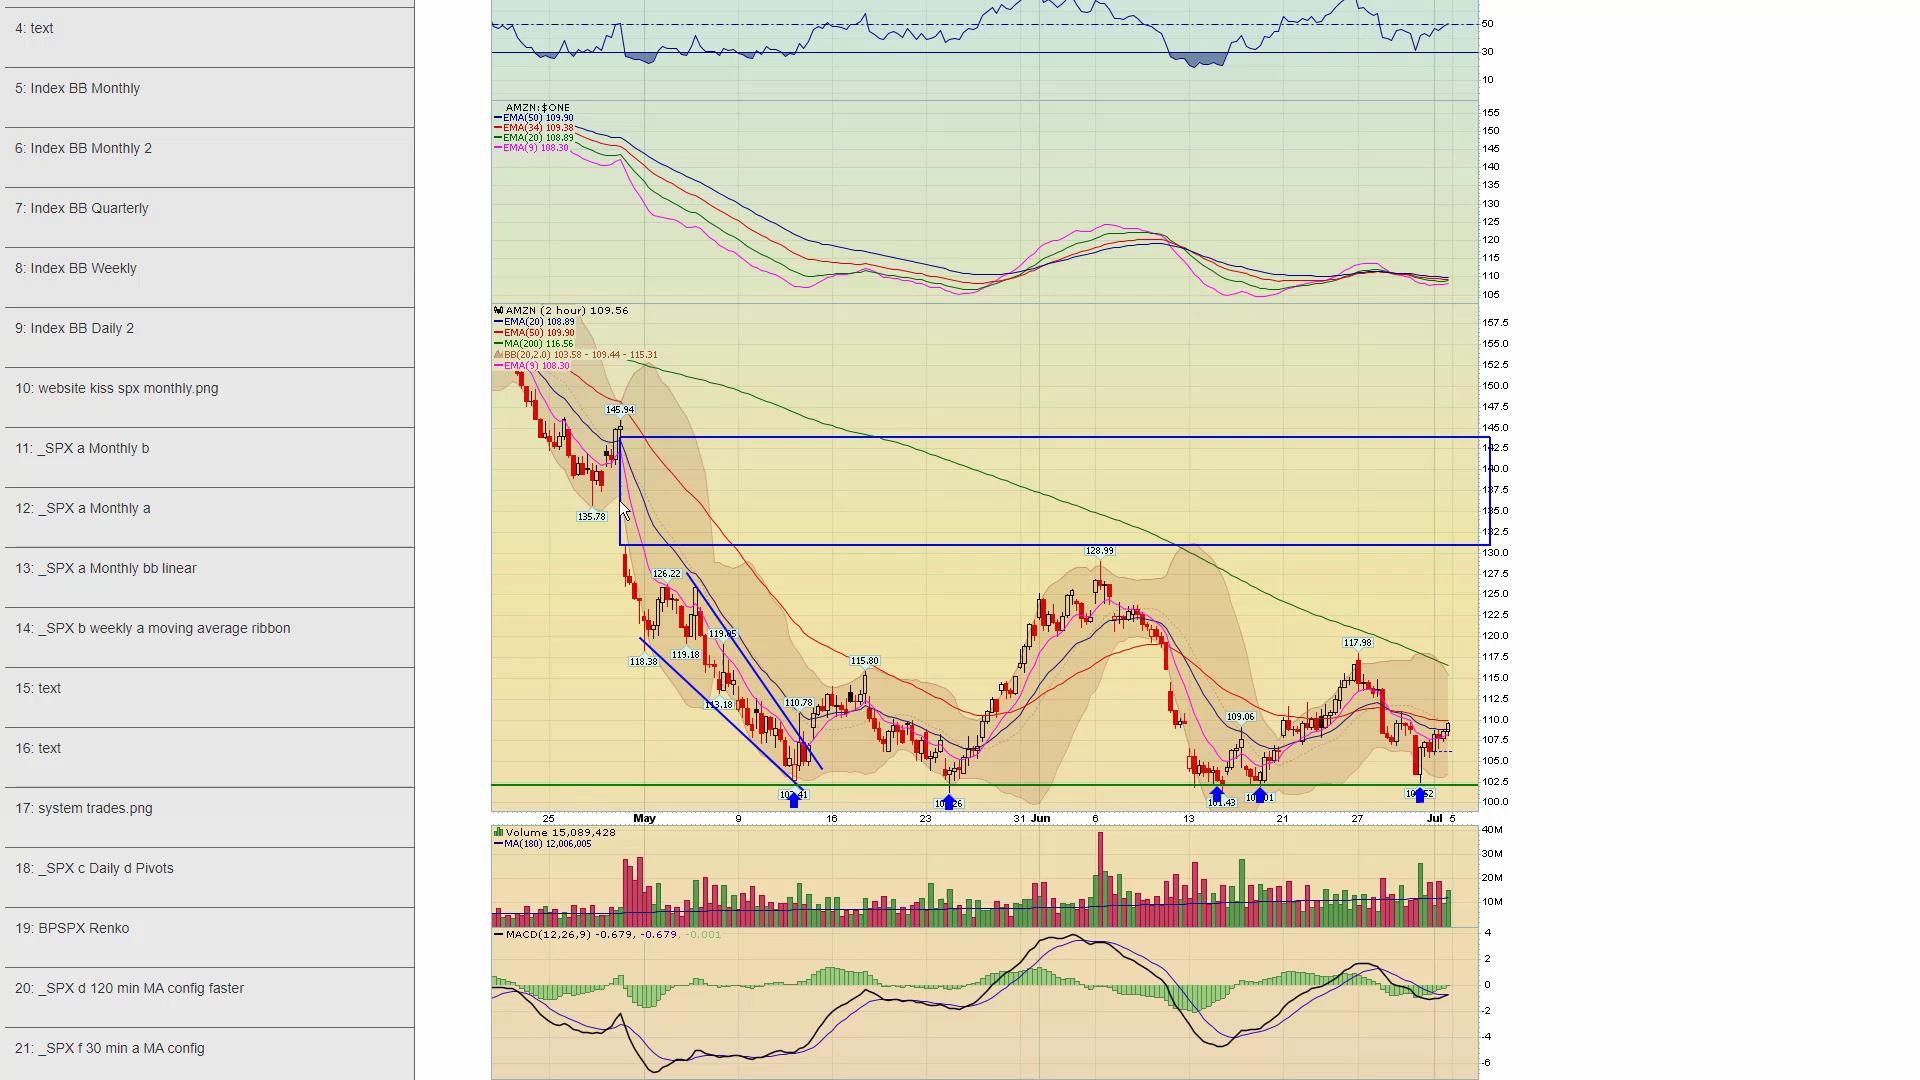 4: text
5: Index BB Monthly
6: Index BB Monthly 2
7: Index BB Quarterly
8: Index BB Weekly
9: Index BB Daily 2
10: website kiss spx monthly.png
11: _SPX a Monthly b
12: _SPX a Monthly a
13: _SPX a Monthly bb linear
14: _SPX b weekly a moving average ribbon
15: text
16: text
17: system trades.png
18: _SPX c Daily d Pivots
19: BPSPX Renko
20: _SPX d 120 min MA config faster
21: _SPX f 30 min a MA config
50
30
10
AMZN:$ONE
EMA(50) 109.90
EMA(34) 109.38
EMA(20) 108.89
EMA(9) 108.30
155
150
145
140
135
130
125
120
115
110
105
AMZN (2 hour) 109.56
EMA(20) 108.89
EMA(50) 109.90
MA(200) 116.56
BB(20,2.0) 103.58 - 109.44 - 115.31
EMA(9) 108.30
157.5
155.0
152.5
150.0
147.5
145.0
142.5
140.0
137.5
135.0
132.5
130.0
127.5
125.0
122.5
120.0
117.5
115.0
112.5
110.0
107.5
105.0
102.5
100.0
145.94
135.78
128.99
126.22
119.05
117.98
119.18
118.38
115.80
113.18
110.78
109.06
25 May 9 16 23 31 Jun 6 13 21 27 Jul 5
Volume 15,089,428
MA(180) 12,006,005
40M
30M
20M
10M
MACD(12,26,9) -0.679, -0.679, -0.001
4
2
0
-2
-4
-6